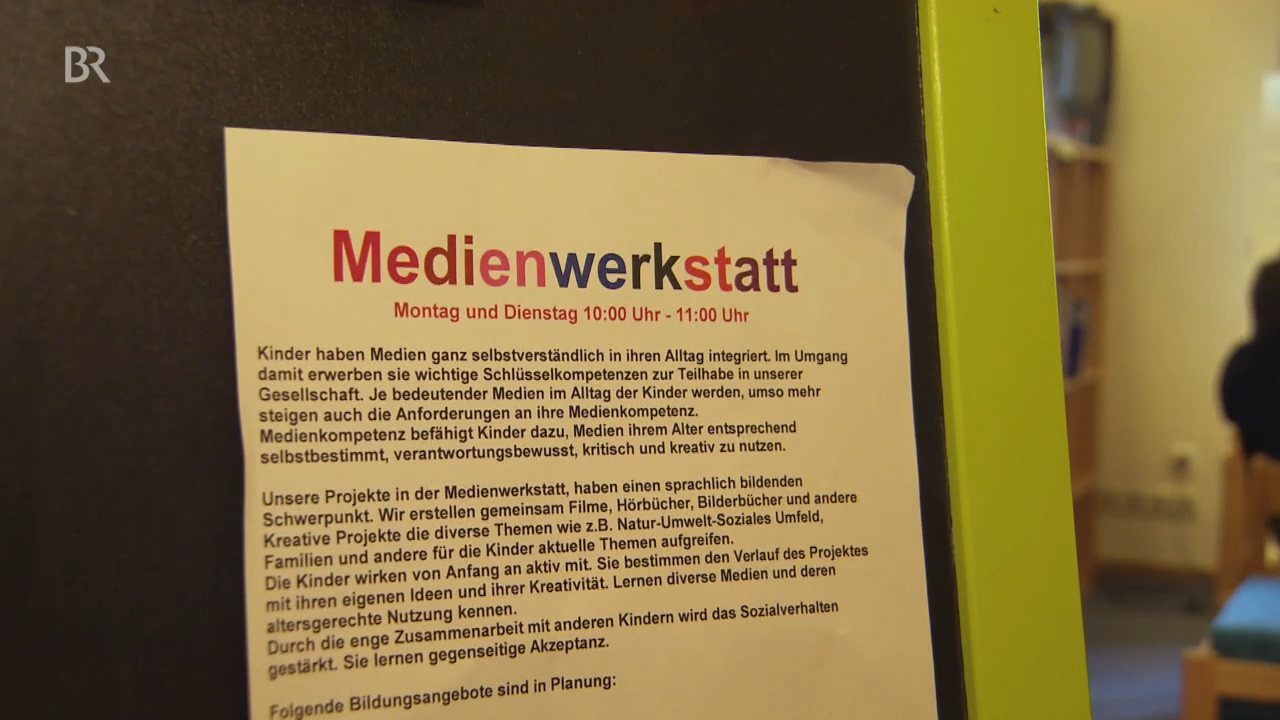 BR
Medienwerkstatt
Montag und Dienstag 10:00 Uhr - 11:00 Uhr
Kinder haben Medien ganz selbstverständlich in ihren Alltag integriert. Im Umgang
damit erwerben sie wichtige Schlüsselkompetenzen zur Teilhabe in unserer
Gesellschaft. Je bedeutender Medien im Alltag der Kinder werden, umso mehr
steigen auch die Anforderungen an ihre Medienkompetenz.
Medienkompetenz befähigt Kinder dazu, Medien ihrem Alter entsprechend
selbstbestimmt, verantwortungsbewusst, kritisch und kreativ zu nutzen.
Unsere Projekte in der Medienwerkstatt, haben einen sprachlich bildenden
Schwerpunkt. Wir erstellen gemeinsam Filme, Hörbücher, Bilderbücher und andere
Kreative Projekte die diverse Themen wie z.B. Natur-Umwelt-Soziales Umfeld,
Familien und andere für die Kinder aktuelle Themen aufgreifen.
Die Kinder wirken von Anfang an aktiv mit. Sie bestimmen den Verlauf des Projektes
mit ihren eigenen Ideen und ihrer Kreativität. Lernen diverse Medien und deren
altersgerechte Nutzung kennen.
Durch die enge Zusammenarbeit mit anderen Kindern wird das Sozialverhalten
gestärkt. Sie lernen gegenseitige Akzeptanz.
Folgende Bildungsangebote sind in Planung: